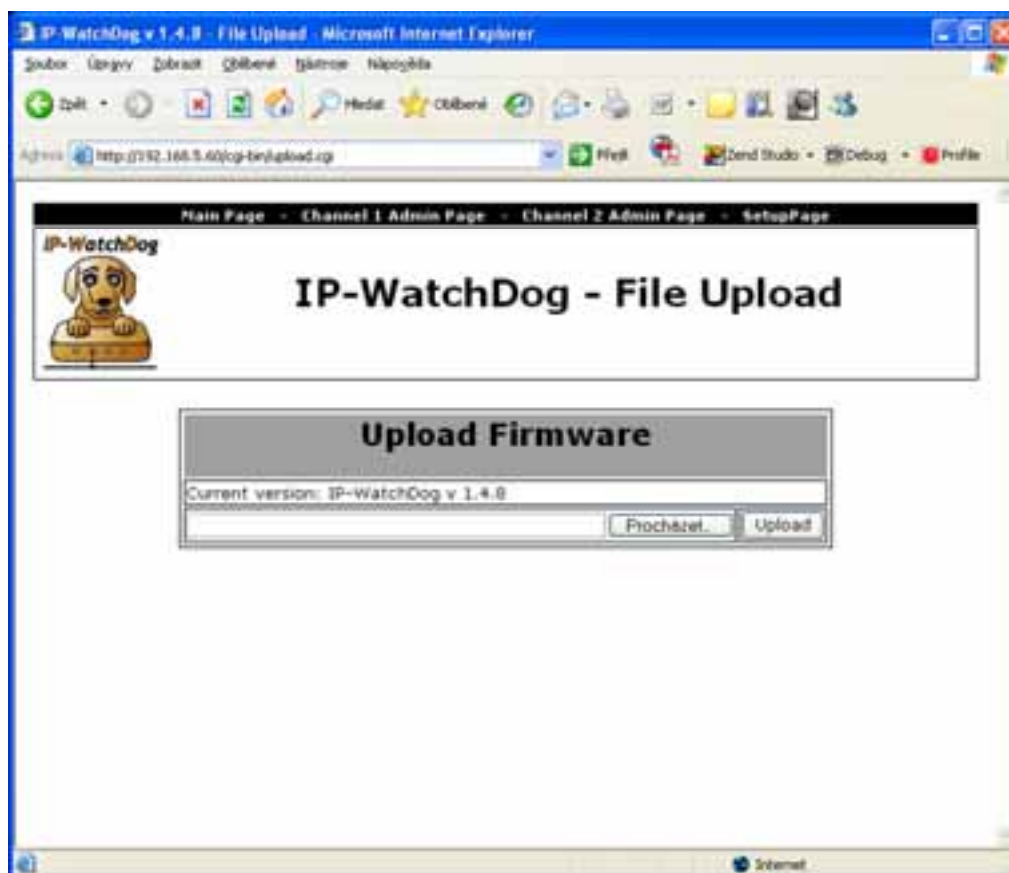 IP-WatchDog v 1.4.8 - File Upload - Microsoft Internet Explorer
Soubor Úpravy Zobrazit Oblíbené Nástroje Nápověda
Zpět Hledat Oblíbené
Adresa http://192.168.5.60/cgi-bin/upload.cgi Přejít Zend Studio Debug Profile
Main Page - Channel 1 Admin Page - Channel 2 Admin Page - SetupPage
IP-WatchDog
IP-WatchDog - File Upload
Upload Firmware
Current version: IP-WatchDog v 1.4.8
Procházet... Upload
Internet